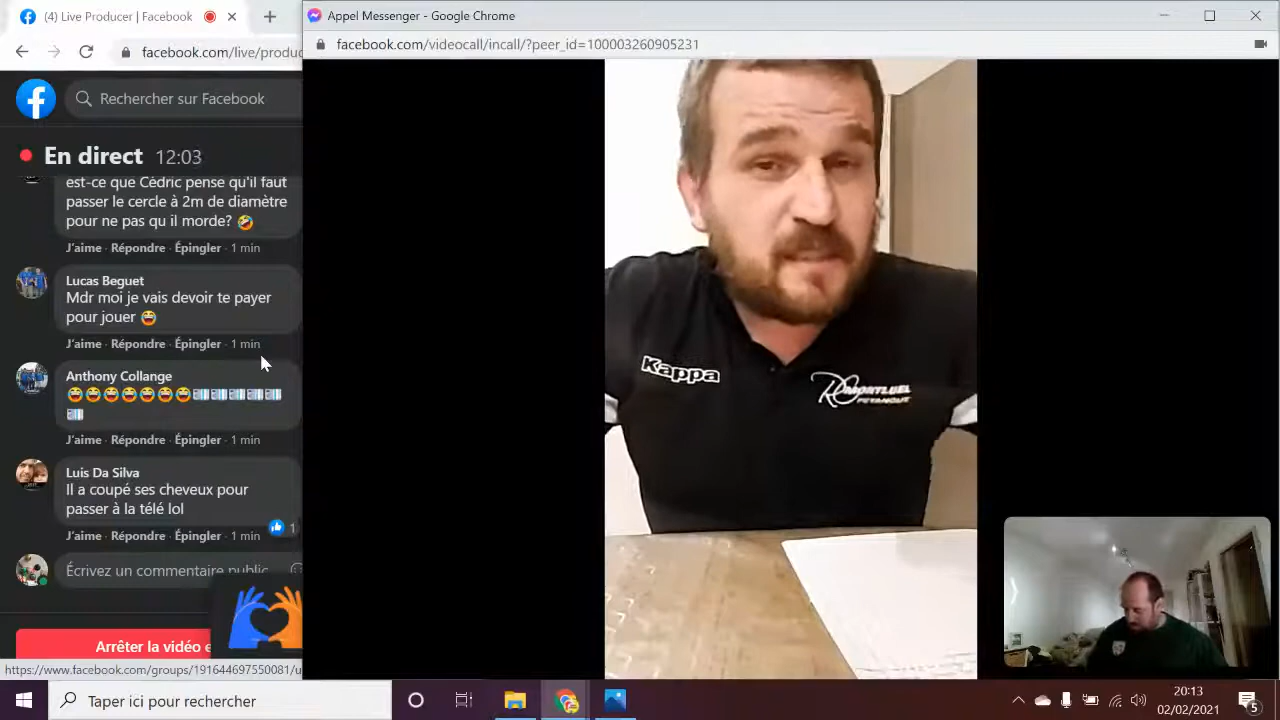 (4) Live Producer | Facebook
Appel Messenger - Google Chrome
facebook.com/live/produc
facebook.com/videocall/incall/?peer_id=100003260905231
Rechercher sur Facebook
En direct 12:03
est-ce que Cédric pense qu'il faut
passer le cercle à 2m de diamètre
pour ne pas qu il morde? 🤣
J'aime · Répondre · Épingler · 1 min
Lucas Beguet
Mdr moi je vais devoir te payer
pour jouer 😂
J'aime · Répondre · Épingler · 1 min
Anthony Collange
😂😂😂😂😂😂😂💶💶💶💶
💶
J'aime · Répondre · Épingler · 1 min
Luis Da Silva
Il a coupé ses cheveux pour
passer à la télé lol
1
J'aime · Répondre · Épingler · 1 min
Écrivez un commentaire public
Arrêter la vidéo e
https://www.facebook.com/groups/191644697550081/u
Kappa
MONTLUEL
PETANQUE
Taper ici pour rechercher
20:13
02/02/2021
5